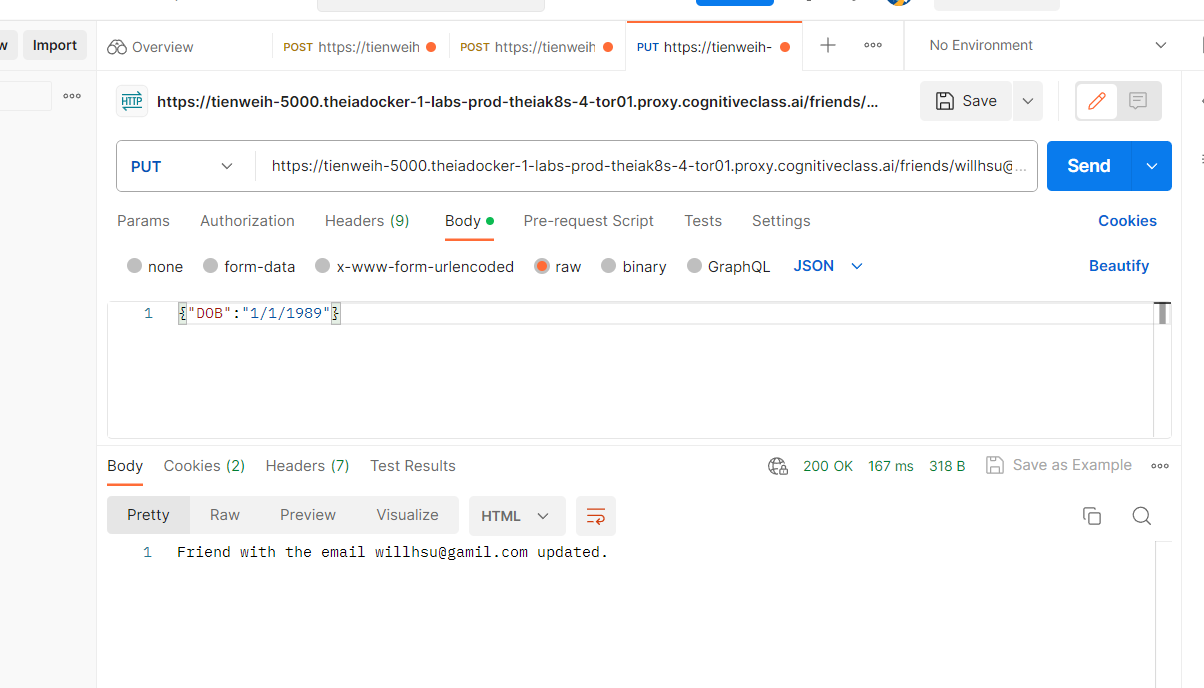 w Import Overview POST https://tienweih POST https://tienweih PUT https://tienweih- No Environment
HTTP https://tienweih-5000.theiadocker-1-labs-prod-theiak8s-4-tor01.proxy.cognitiveclass.ai/friends/... Save
PUT https://tienweih-5000.theiadocker-1-labs-prod-theiak8s-4-tor01.proxy.cognitiveclass.ai/friends/willhsu@... Send
Params Authorization Headers (9) Body Pre-request Script Tests Settings Cookies
none form-data x-www-form-urlencoded raw binary GraphQL JSON Beautify
1 {"DOB":"1/1/1989"}
Body Cookies (2) Headers (7) Test Results 200 OK 167 ms 318 B Save as Example
Pretty Raw Preview Visualize HTML
1 Friend with the email willhsu@gamil.com updated.